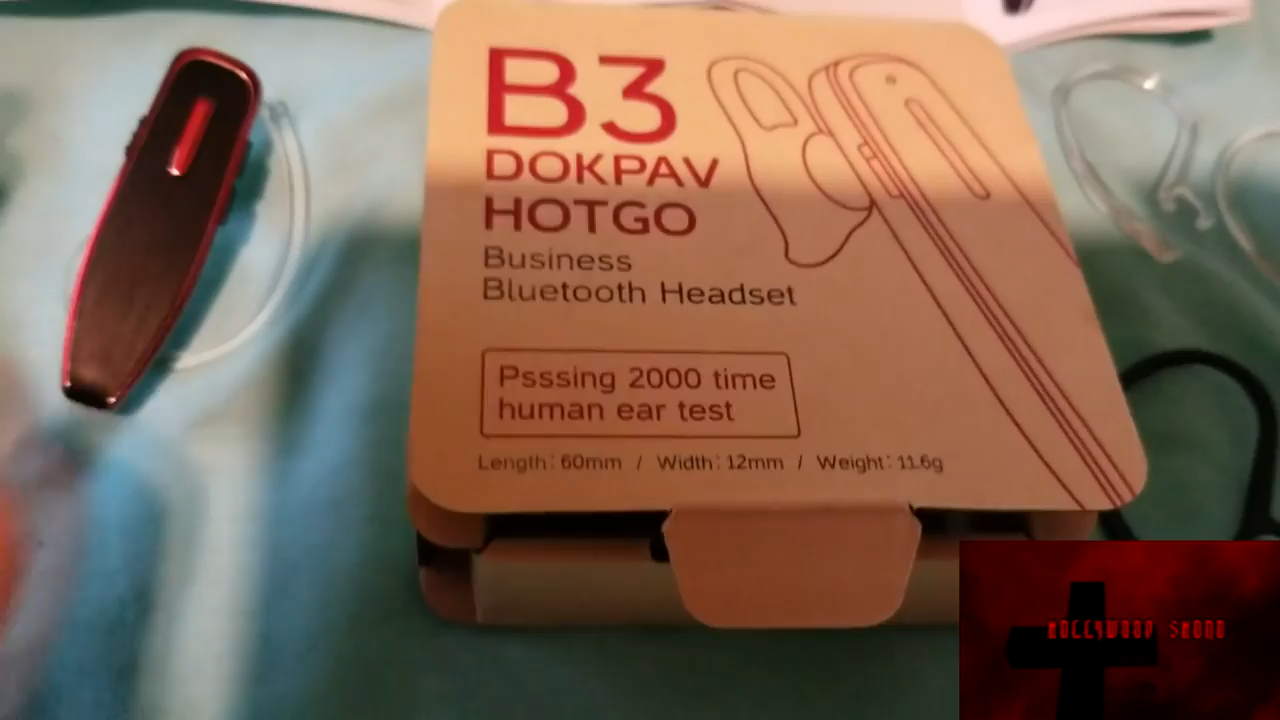 B3
DOKPAV
HOTGO
Business
Bluetooth Headset
Psssing 2000 time
human ear test
Length: 60mm / Width: 12mm / Weight: 11.6g